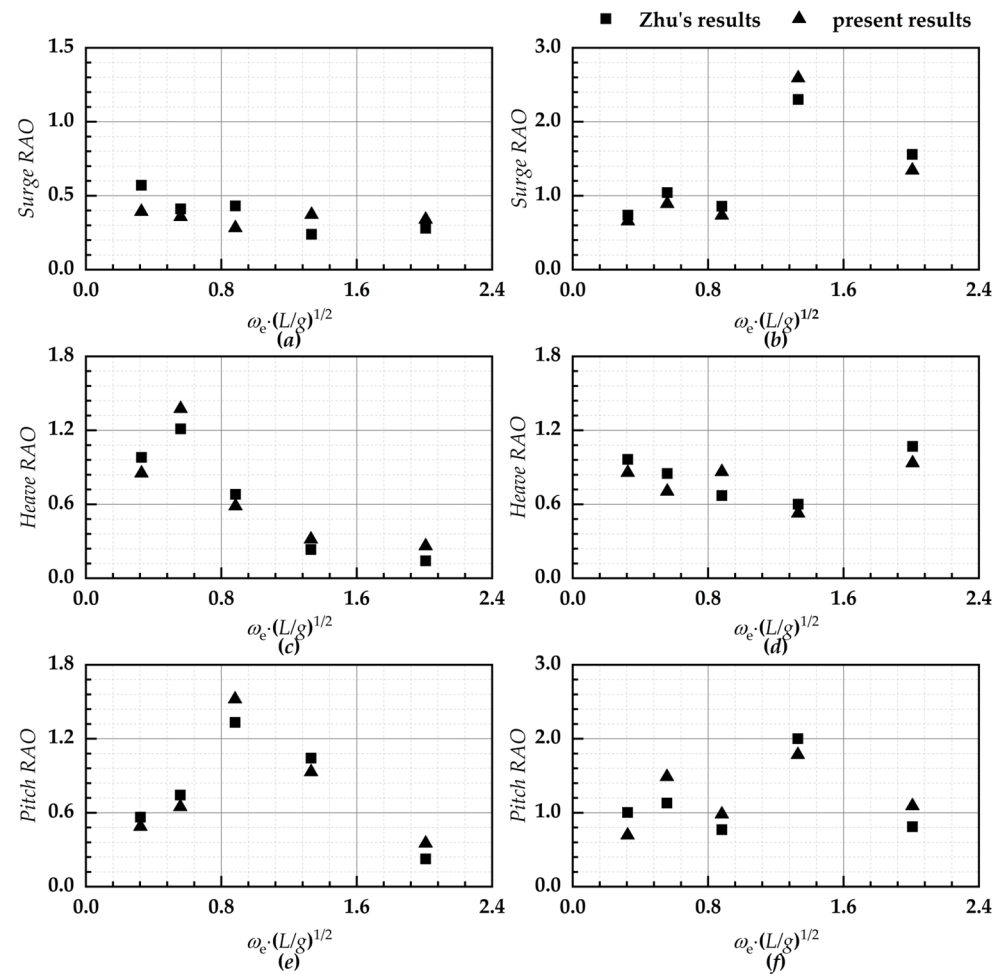 ■ Zhu's results ▲ present results
1.5
1.0
0.5
0.0
Surge RAO
0.0 0.8 1.6 2.4
ωₑ·(L/g)^1/2
(a)
3.0
2.0
1.0
0.0
Surge RAO
0.0 0.8 1.6 2.4
ωₑ·(L/g)^1/2
(b)
1.8
1.2
0.6
0.0
Heave RAO
0.0 0.8 1.6 2.4
ωₑ·(L/g)^1/2
(c)
1.8
1.2
0.6
0.0
Heave RAO
0.0 0.8 1.6 2.4
ωₑ·(L/g)^1/2
(d)
1.8
1.2
0.6
0.0
Pitch RAO
0.0 0.8 1.6 2.4
ωₑ·(L/g)^1/2
(e)
3.0
2.0
1.0
0.0
Pitch RAO
0.0 0.8 1.6 2.4
ωₑ·(L/g)^1/2
(f)